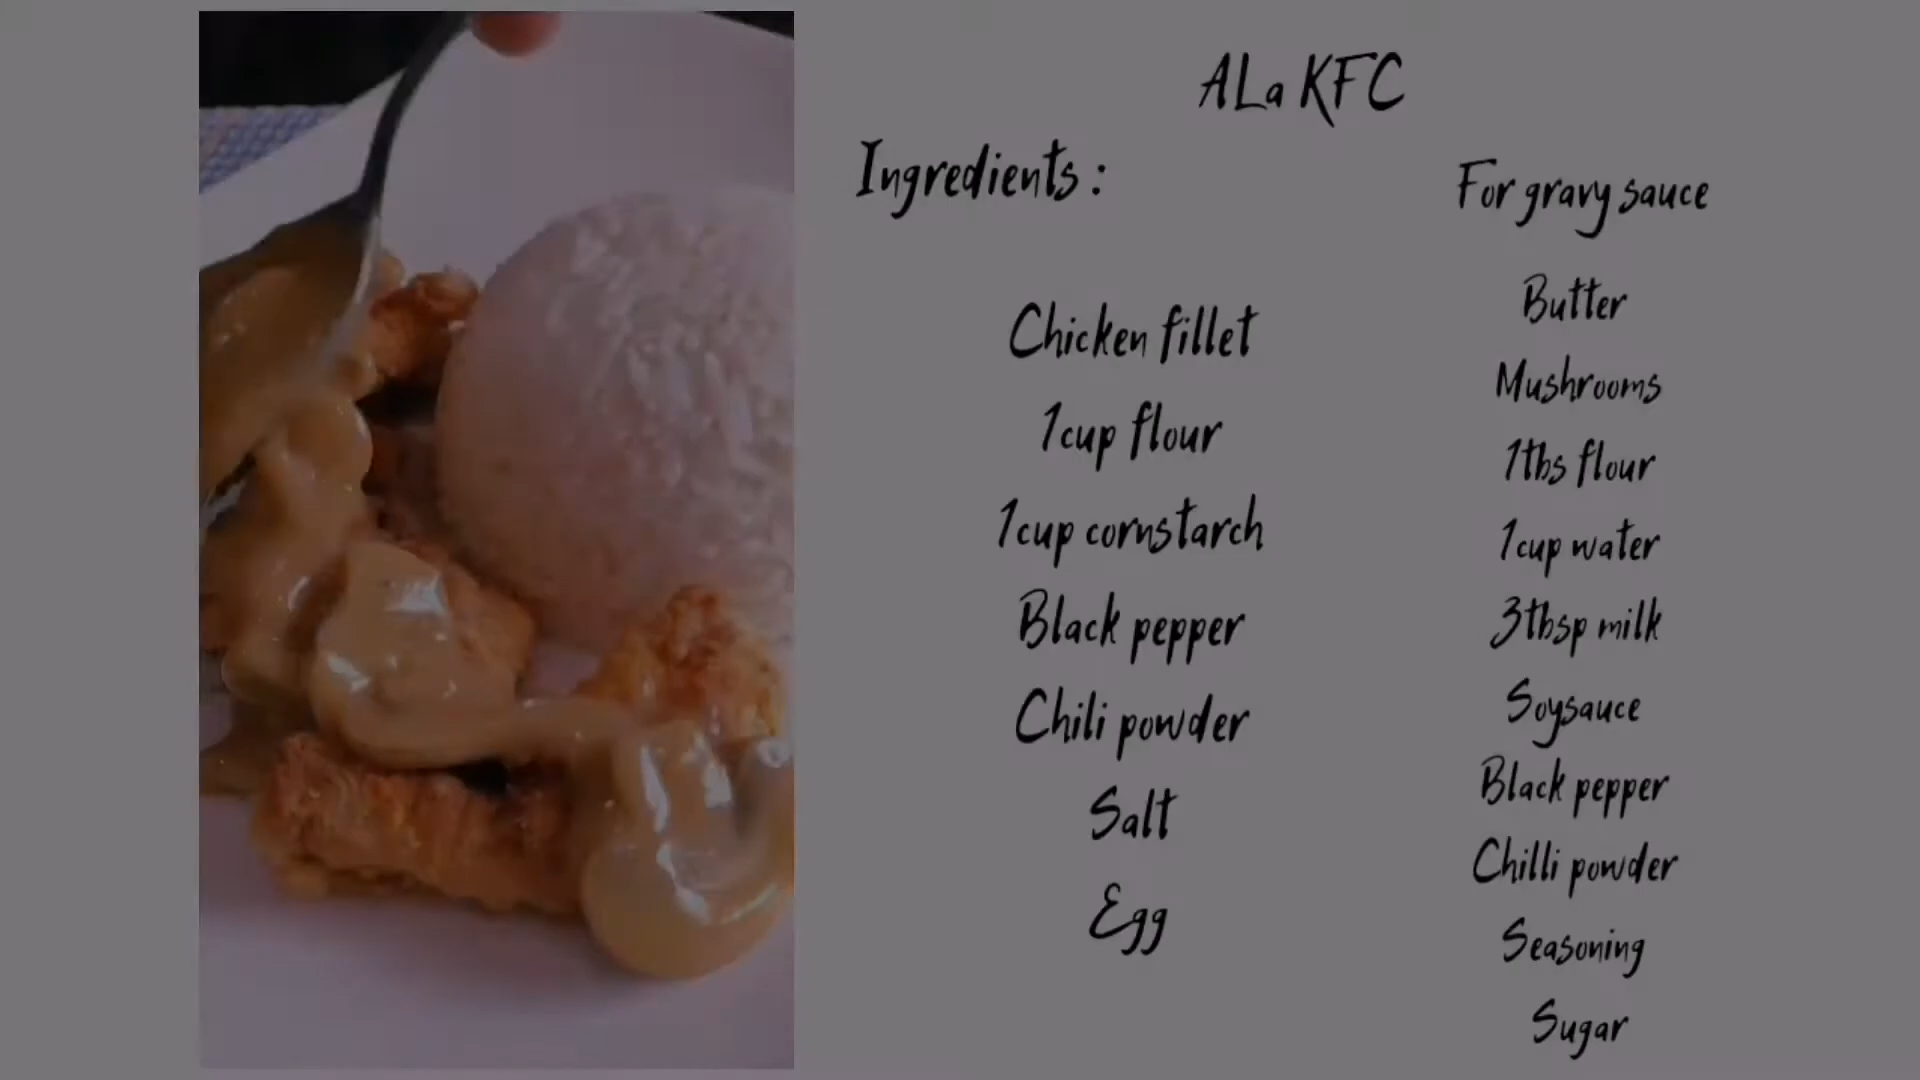 ALa KFC
Ingredients :
Chicken fillet
1cup flour
1cup cornstarch
Black pepper
Chili powder
Salt
Egg
For gravy sauce
Butter
Mushrooms
1tbs flour
1cup water
3tbsp milk
Soysauce
Black pepper
Chilli powder
Seasoning
Sugar